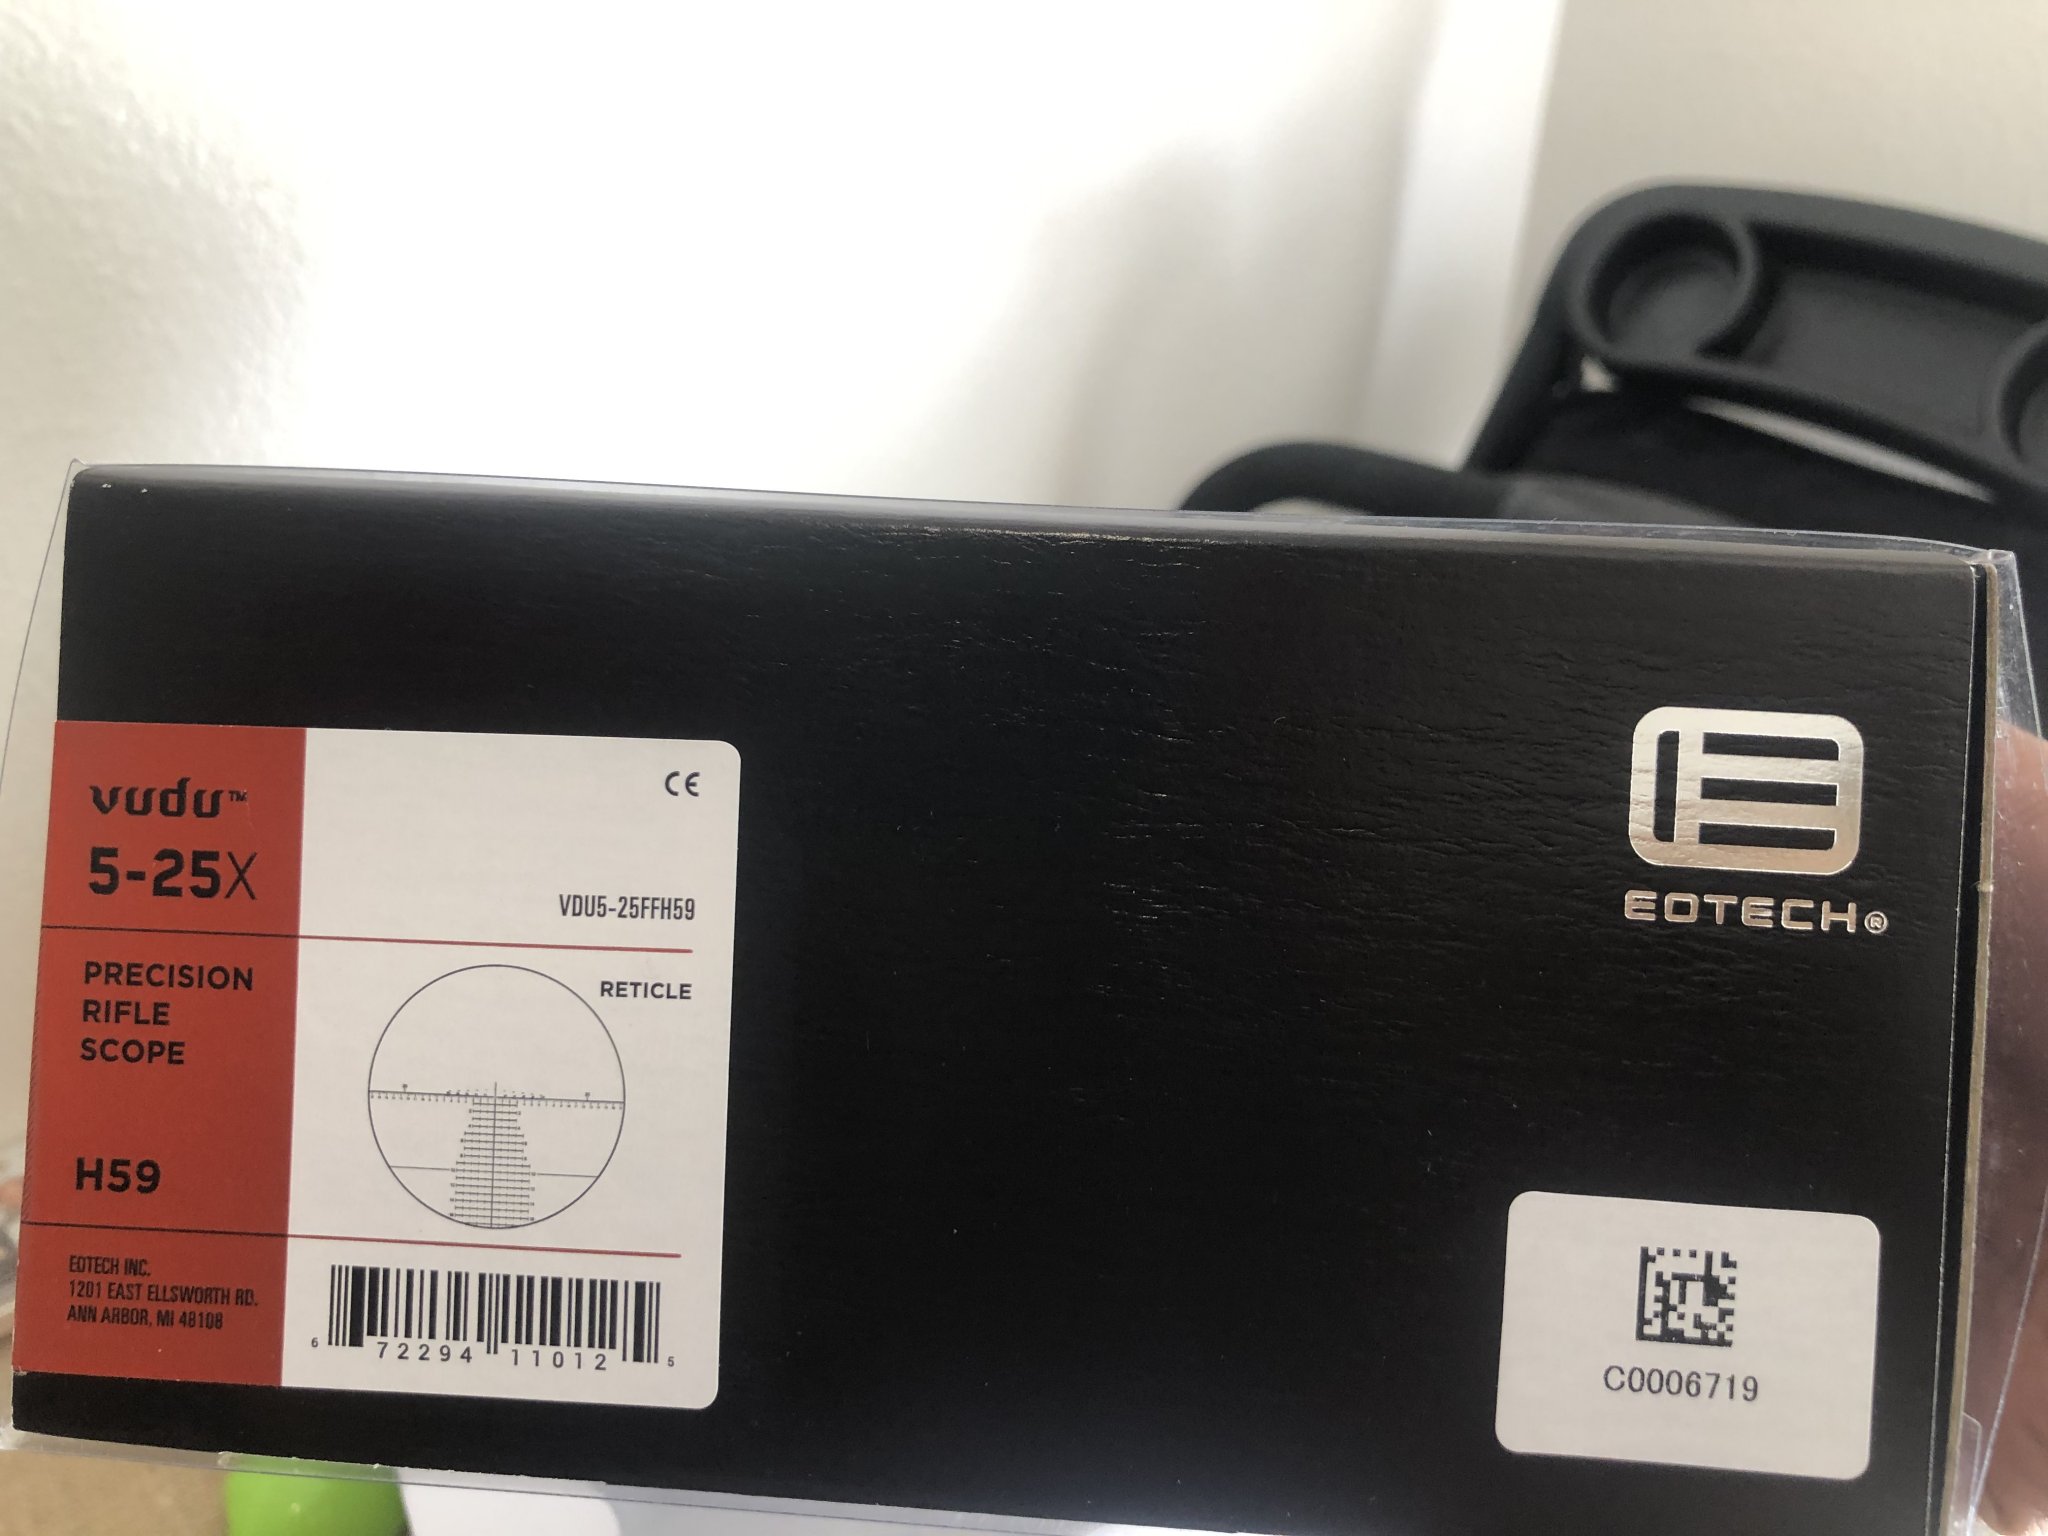 vudu™
5-25X
PRECISION
RIFLE
SCOPE
H59
EOTECH INC.
1201 EAST ELLSWORTH RD.
ANN ARBOR, MI 48108
CE
VDU5-25FFH59
RETICLE
6 72294 11012 5
EOTECH®
C0006719